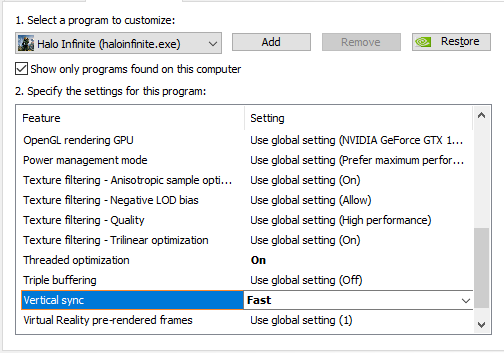 1. Select a program to customize:
Halo Infinite (haloinfinite.exe)
Add
Remove
Restore
Show only programs found on this computer
2. Specify the settings for this program:
Feature Setting
OpenGL rendering GPU Use global setting (NVIDIA GeForce GTX 1...
Power management mode Use global setting (Prefer maximum perfor...
Texture filtering - Anisotropic sample opti... Use global setting (On)
Texture filtering - Negative LOD bias Use global setting (Allow)
Texture filtering - Quality Use global setting (High performance)
Texture filtering - Trilinear optimization Use global setting (On)
Threaded optimization On
Triple buffering Use global setting (Off)
Vertical sync Fast
Virtual Reality pre-rendered frames Use global setting (1)